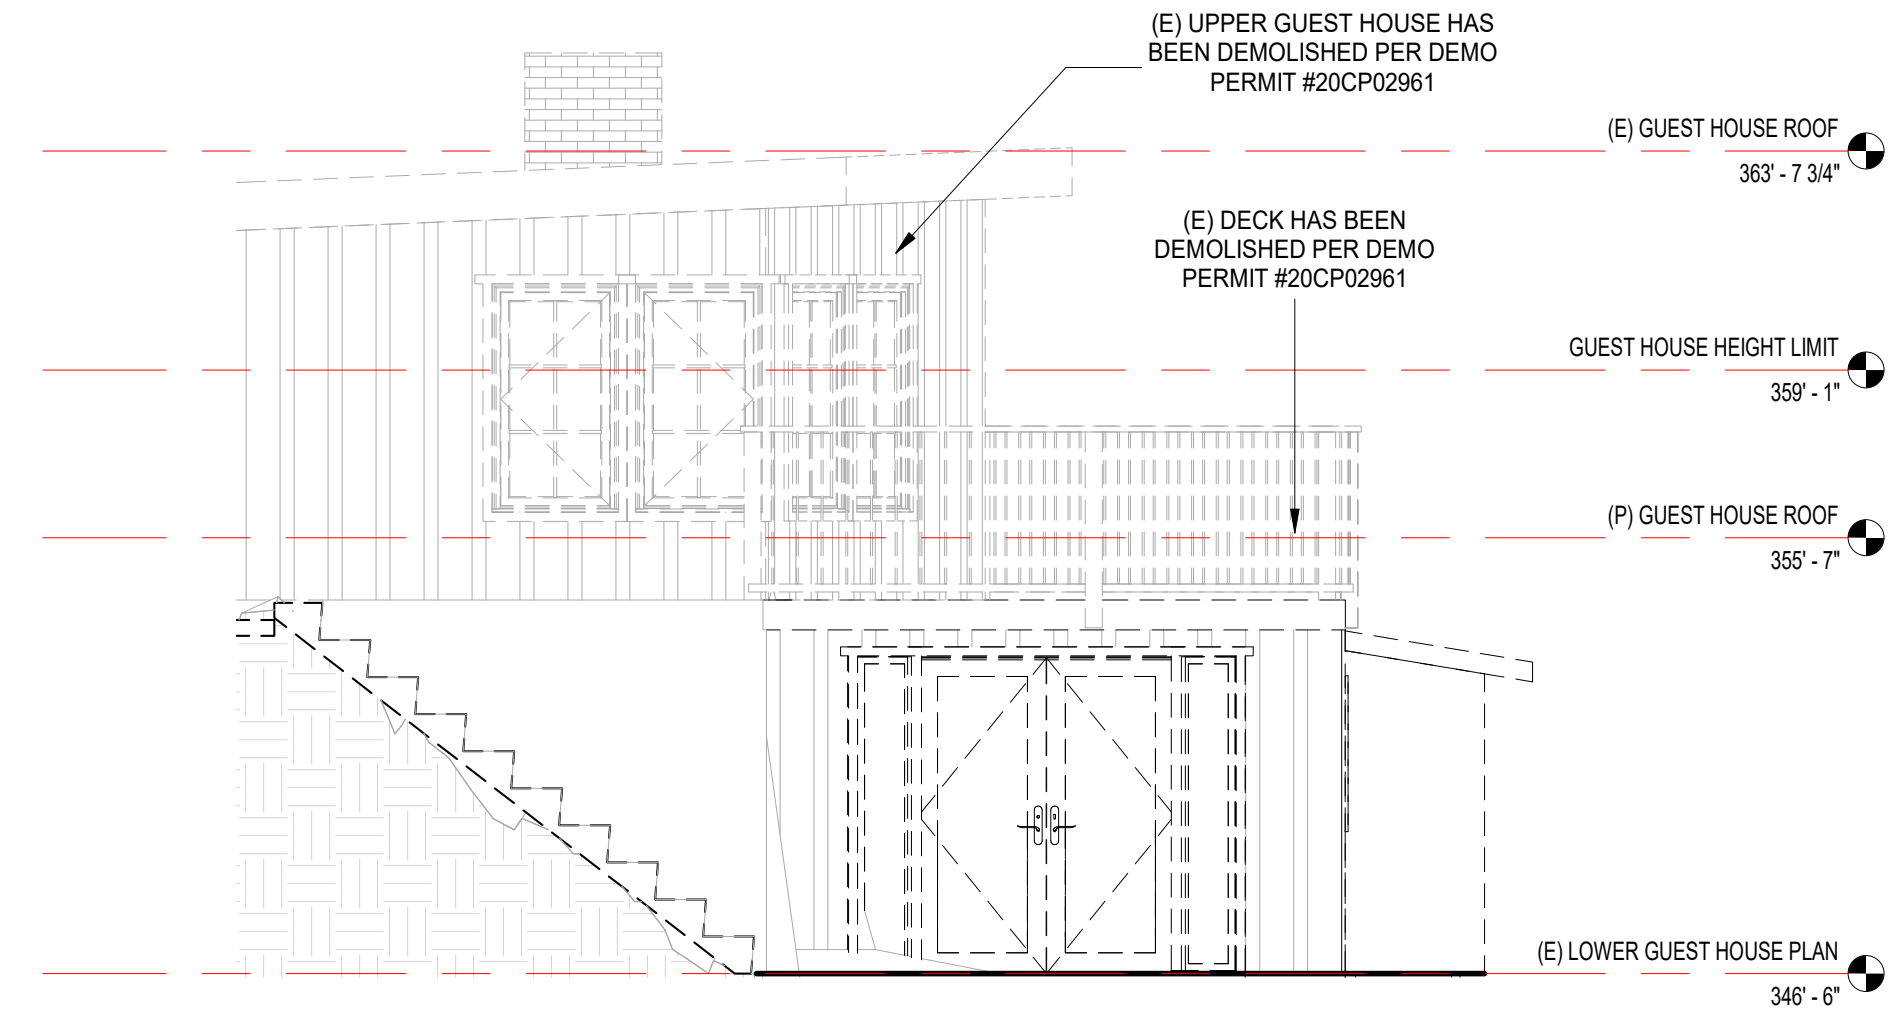 (E) UPPER GUEST HOUSE HAS
BEEN DEMOLISHED PER DEMO
PERMIT #20CP02961
(E) GUEST HOUSE ROOF
363' - 7 3/4"
(E) DECK HAS BEEN
DEMOLISHED PER DEMO
PERMIT #20CP02961
GUEST HOUSE HEIGHT LIMIT
359' - 1"
(P) GUEST HOUSE ROOF
355' - 7"
(E) LOWER GUEST HOUSE PLAN
346' - 6"